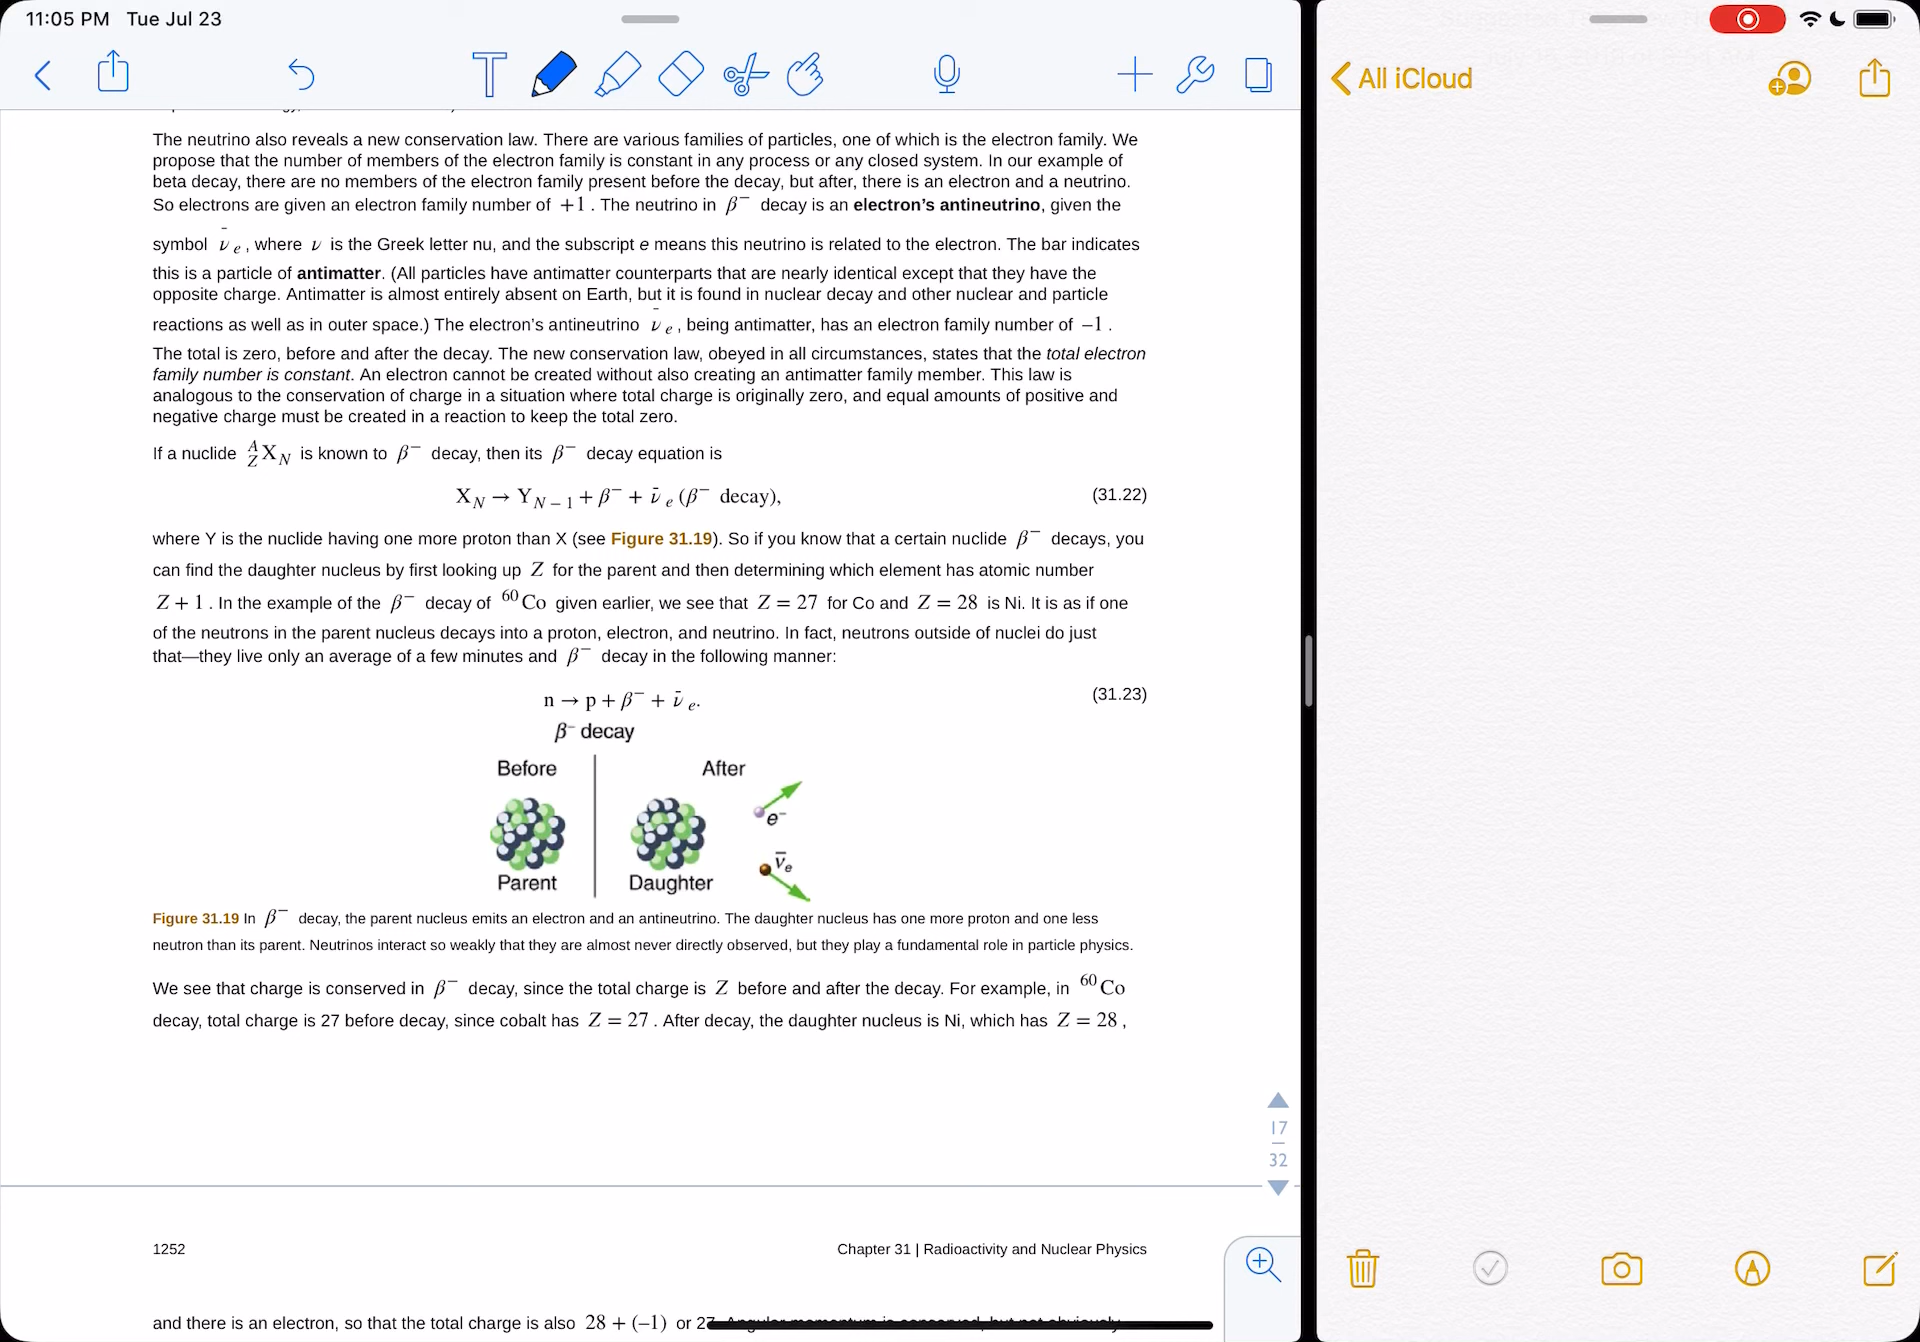 11:05 PM Tue Jul 23
All iCloud
The neutrino also reveals a new conservation law. There are various families of particles, one of which is the electron family. We
propose that the number of members of the electron family is constant in any process or any closed system. In our example of
beta decay, there are no members of the electron family present before the decay, but after, there is an electron and a neutrino.
So electrons are given an electron family number of +1 . The neutrino in β⁻ decay is an electron's antineutrino, given the
symbol ν̄ e , where ν is the Greek letter nu, and the subscript e means this neutrino is related to the electron. The bar indicates
this is a particle of antimatter. (All particles have antimatter counterparts that are nearly identical except that they have the
opposite charge. Antimatter is almost entirely absent on Earth, but it is found in nuclear decay and other nuclear and particle
reactions as well as in outer space.) The electron's antineutrino ν̄ e , being antimatter, has an electron family number of –1 .
The total is zero, before and after the decay. The new conservation law, obeyed in all circumstances, states that the total electron
family number is constant. An electron cannot be created without also creating an antimatter family member. This law is
analogous to the conservation of charge in a situation where total charge is originally zero, and equal amounts of positive and
negative charge must be created in a reaction to keep the total zero.
If a nuclide A Z X N is known to β⁻ decay, then its β⁻ decay equation is
X N → Y N – 1 + β⁻ + ν̄ e (β⁻ decay), (31.22)
where Y is the nuclide having one more proton than X (see Figure 31.19). So if you know that a certain nuclide β⁻ decays, you
can find the daughter nucleus by first looking up Z for the parent and then determining which element has atomic number
Z + 1 . In the example of the β⁻ decay of ⁶⁰Co given earlier, we see that Z = 27 for Co and Z = 28 is Ni. It is as if one
of the neutrons in the parent nucleus decays into a proton, electron, and neutrino. In fact, neutrons outside of nuclei do just
that—they live only an average of a few minutes and β⁻ decay in the following manner:
n → p + β⁻ + ν̄ e. (31.23)
β⁻ decay
Before After
e⁻
ν̄e
Parent Daughter
Figure 31.19 In β⁻ decay, the parent nucleus emits an electron and an antineutrino. The daughter nucleus has one more proton and one less
neutron than its parent. Neutrinos interact so weakly that they are almost never directly observed, but they play a fundamental role in particle physics.
We see that charge is conserved in β⁻ decay, since the total charge is Z before and after the decay. For example, in ⁶⁰Co
decay, total charge is 27 before decay, since cobalt has Z = 27 . After decay, the daughter nucleus is Ni, which has Z = 28 ,
17
32
1252 Chapter 31 | Radioactivity and Nuclear Physics
and there is an electron, so that the total charge is also 28 + (–1) or 27. Angular momentum is conserved, but not obviously